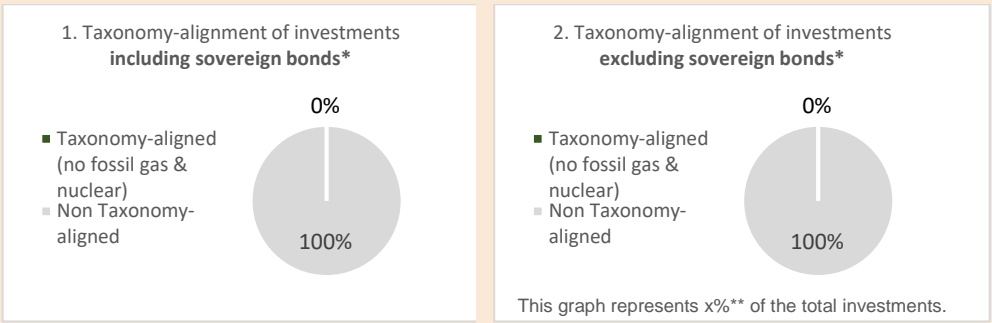 1. Taxonomy-alignment of investments
including sovereign bonds*
0%
Taxonomy-aligned
(no fossil gas &
nuclear)
Non Taxonomy-
aligned
100%
2. Taxonomy-alignment of investments
excluding sovereign bonds*
0%
Taxonomy-aligned
(no fossil gas &
nuclear)
Non Taxonomy-
aligned
100%
This graph represents x%** of the total investments.